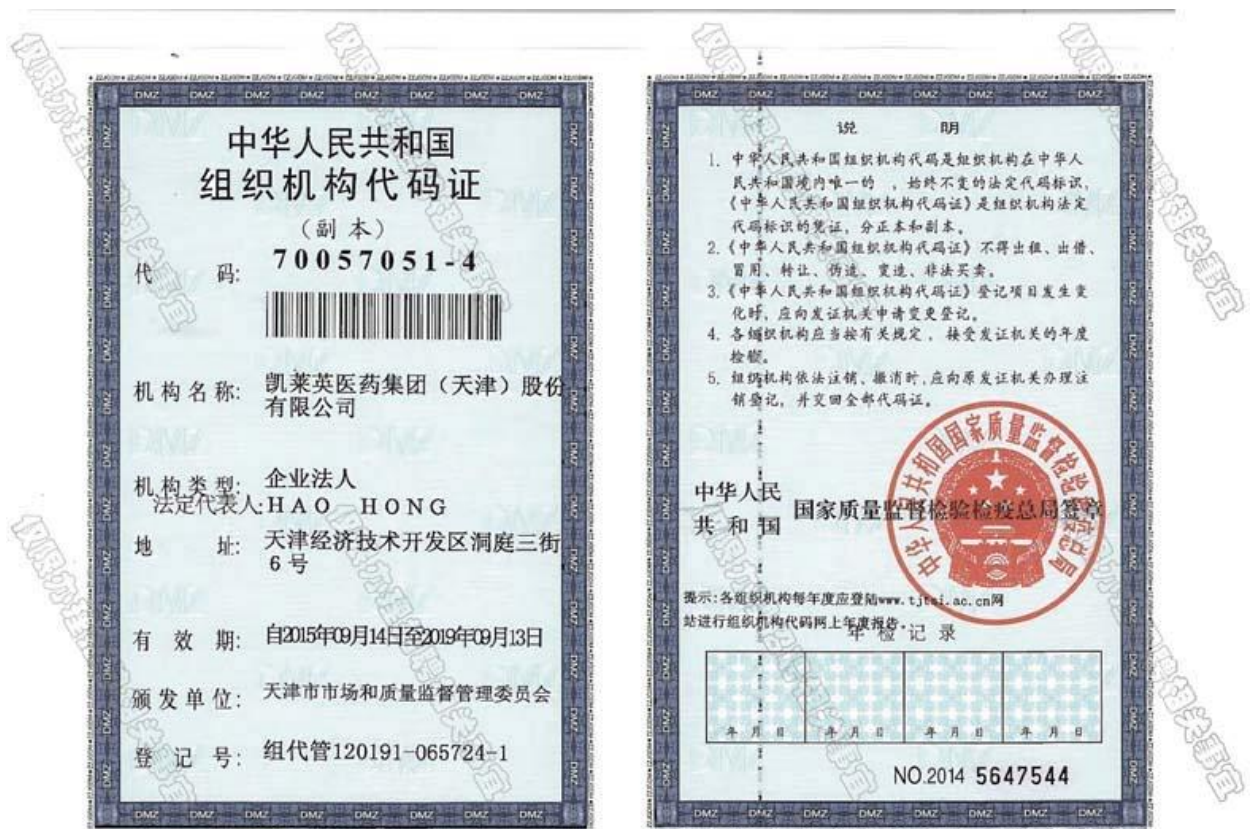 中华人民共和国
组织机构代码证
（副 本）
代 码: 70057051-4
机构名称: 凯莱英医药集团（天津）股份
有限公司
机构类型: 企业法人
法定代表人: HAO HONG
地 址: 天津经济技术开发区洞庭三街
6号
有 效 期: 自2015年09月14日至2019年09月13日
颁发单位: 天津市市场和质量监督管理委员会
登 记 号: 组代管120191-065724-1
说 明
1. 中华人民共和国组织机构代码是组织机构在中华人
民共和国境内唯一的 ，始终不变的法定代码标识，
《中华人民共和国组织机构代码证》是组织机构法定
代码标识的凭证，分正本和副本。
2.《中华人民共和国组织机构代码证》不得出租、出借、
冒用、转让、伪造、变造、非法买卖。
3.《中华人民共和国组织机构代码证》登记项目发生变
化时，应向发证机关申请变更登记。
4. 各组织机构应当按有关规定，接受发证机关的年度
检验。
5. 组织机构依法注销、撤消时，应向原发证机关办理注
销登记，并交回全部代码证。
中华人民
共 和 国
国家质量监督检验检疫总局签章
中华人民共和国国家质量监督检验检疫总局
提示:各组织机构每年度应登陆www.tjtsi.ac.cn网
站进行组织机构代码网上年度报告。
年 检 记 录
年 月 日 年 月 日 年 月 日 年 月 日
NO.2014 5647544